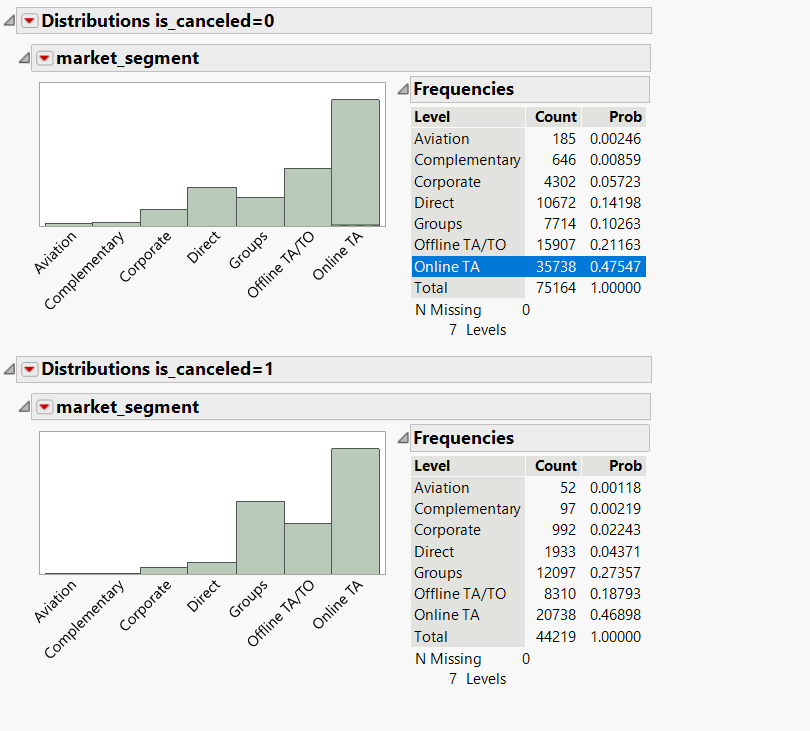 Distributions is_canceled=0
market_segment
Aviation
Complementary
Corporate
Direct
Groups
Offline TA/TO
Online TA
Frequencies
Level Count Prob
Aviation 185 0.00246
Complementary 646 0.00859
Corporate 4302 0.05723
Direct 10672 0.14198
Groups 7714 0.10263
Offline TA/TO 15907 0.21163
Online TA 35738 0.47547
Total 75164 1.00000
N Missing 0
7 Levels
Distributions is_canceled=1
market_segment
Aviation
Complementary
Corporate
Direct
Groups
Offline TA/TO
Online TA
Frequencies
Level Count Prob
Aviation 52 0.00118
Complementary 97 0.00219
Corporate 992 0.02243
Direct 1933 0.04371
Groups 12097 0.27357
Offline TA/TO 8310 0.18793
Online TA 20738 0.46898
Total 44219 1.00000
N Missing 0
7 Levels